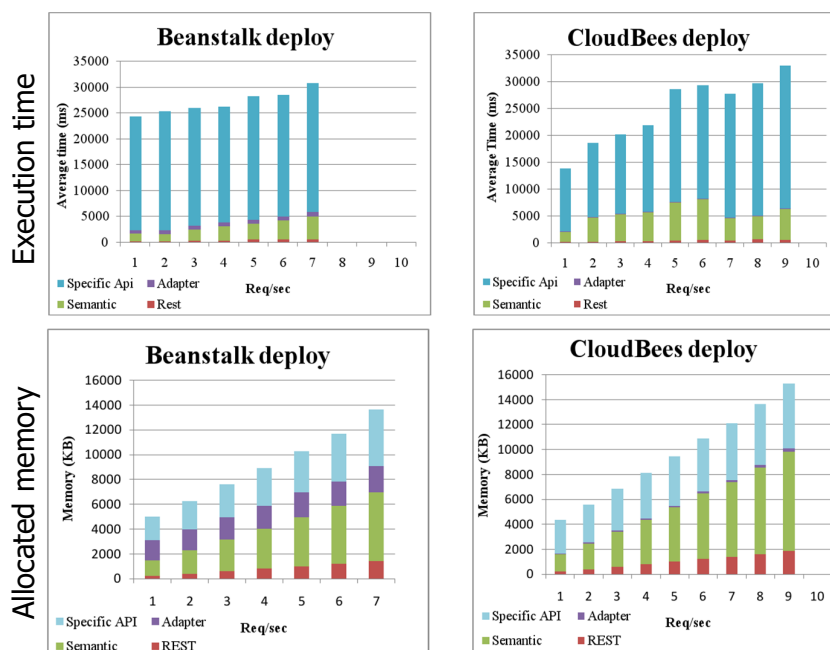 Execution time
Beanstalk deploy
Average time (ms)
35000
30000
25000
20000
15000
10000
5000
0
1 2 3 4 5 6 7 8 9 10
Req/sec
Specific Api Adapter
Semantic Rest
CloudBees deploy
Average Time (ms)
35000
30000
25000
20000
15000
10000
5000
0
1 2 3 4 5 6 7 8 9 10
Req/sec
Specific Api Adapter
Semantic Rest
Allocated memory
Beanstalk deploy
Memory (KB)
16000
14000
12000
10000
8000
6000
4000
2000
0
1 2 3 4 5 6 7
Req/sec
Specific API Adapter
Semantic REST
CloudBees deploy
Memory (KB)
16000
14000
12000
10000
8000
6000
4000
2000
0
1 2 3 4 5 6 7 8 9 10
Req/sec
Specific API Adapter
Semantic REST